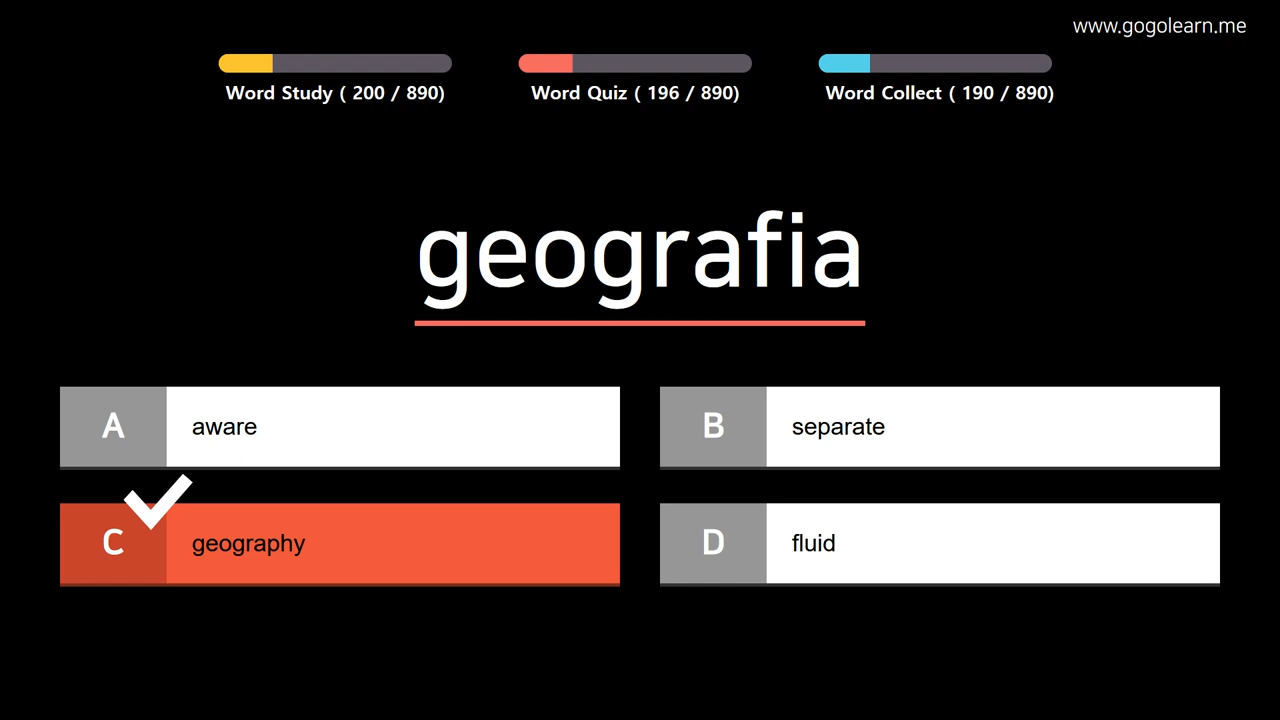 www.gogolearn.me
Word Study ( 200 / 890)
Word Quiz ( 196 / 890)
Word Collect ( 190 / 890)
geografia
A aware
B separate
C geography
D fluid